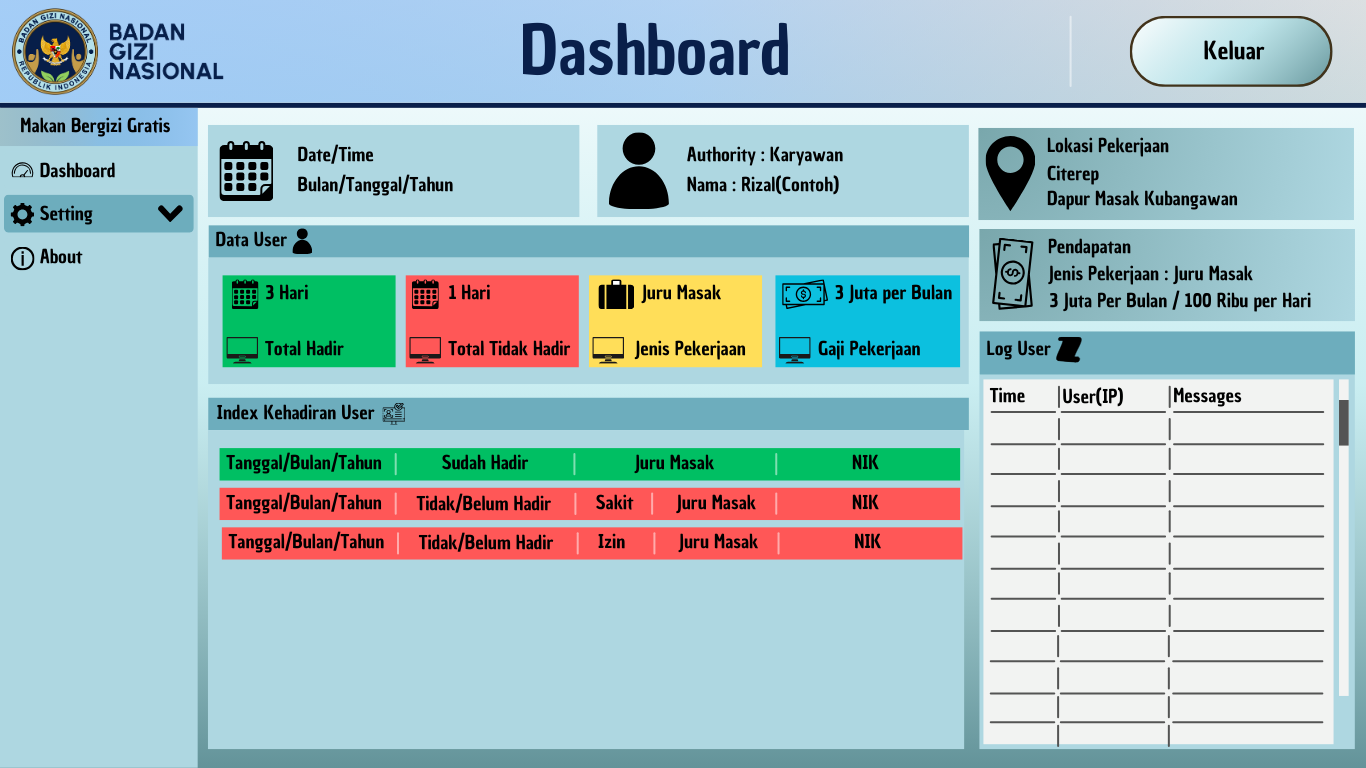 BADAN GIZI NASIONAL
REPUBLIK INDONESIA
BADAN
GIZI
NASIONAL
Dashboard
Keluar
Makan Bergizi Gratis
Dashboard
Setting
About
Date/Time
Bulan/Tanggal/Tahun
Authority : Karyawan
Nama : Rizal(Contoh)
Lokasi Pekerjaan
Citerep
Dapur Masak Kubangawan
Pendapatan
Jenis Pekerjaan : Juru Masak
3 Juta Per Bulan / 100 Ribu per Hari
Data User
3 Hari
Total Hadir
1 Hari
Total Tidak Hadir
Juru Masak
Jenis Pekerjaan
3 Juta per Bulan
Gaji Pekerjaan
Index Kehadiran User
Tanggal/Bulan/Tahun | Sudah Hadir | Juru Masak | NIK
Tanggal/Bulan/Tahun | Tidak/Belum Hadir | Sakit | Juru Masak | NIK
Tanggal/Bulan/Tahun | Tidak/Belum Hadir | Izin | Juru Masak | NIK
Log User
Time |User(IP) |Messages